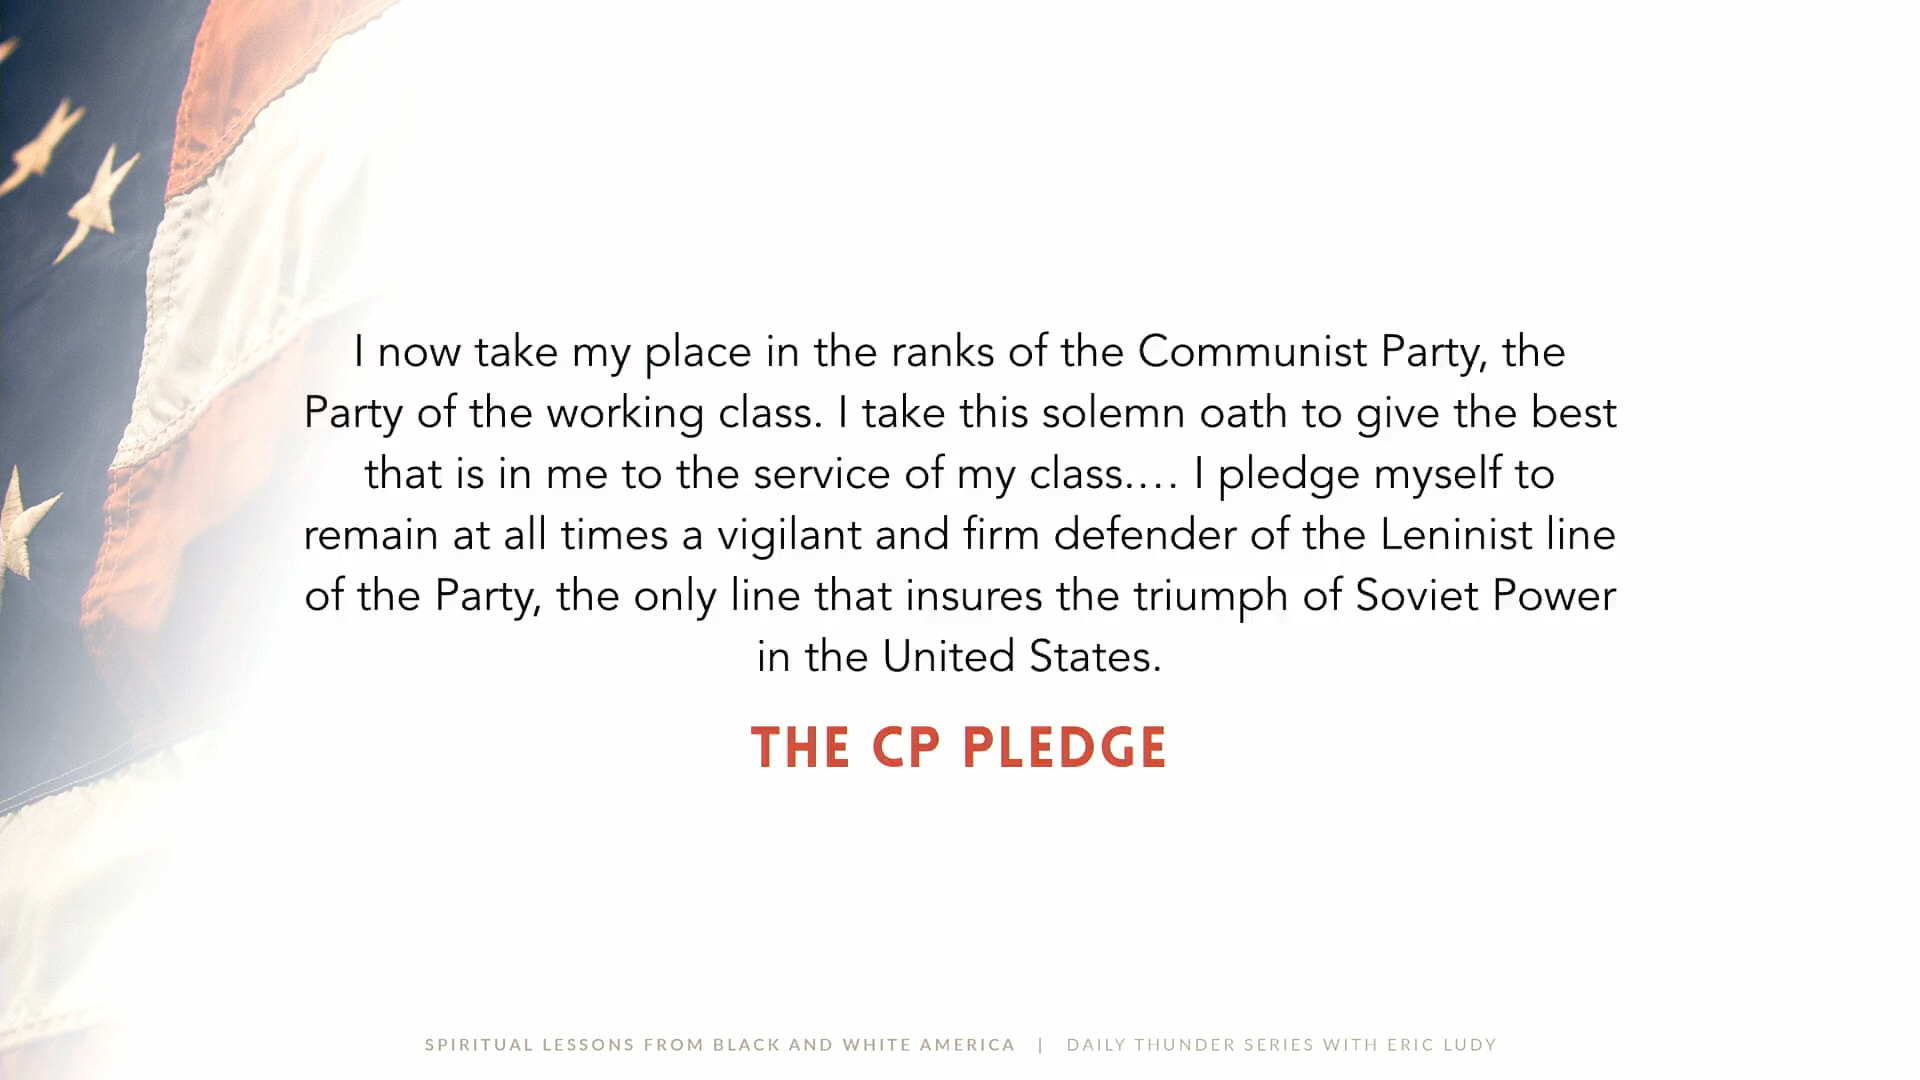 I now take my place in the ranks of the Communist Party, the
Party of the working class. I take this solemn oath to give the best
that is in me to the service of my class.… I pledge myself to
remain at all times a vigilant and firm defender of the Leninist line
of the Party, the only line that insures the triumph of Soviet Power
in the United States.
THE CP PLEDGE
SPIRITUAL LESSONS FROM BLACK AND WHITE AMERICA | DAILY THUNDER SERIES WITH ERIC LUDY